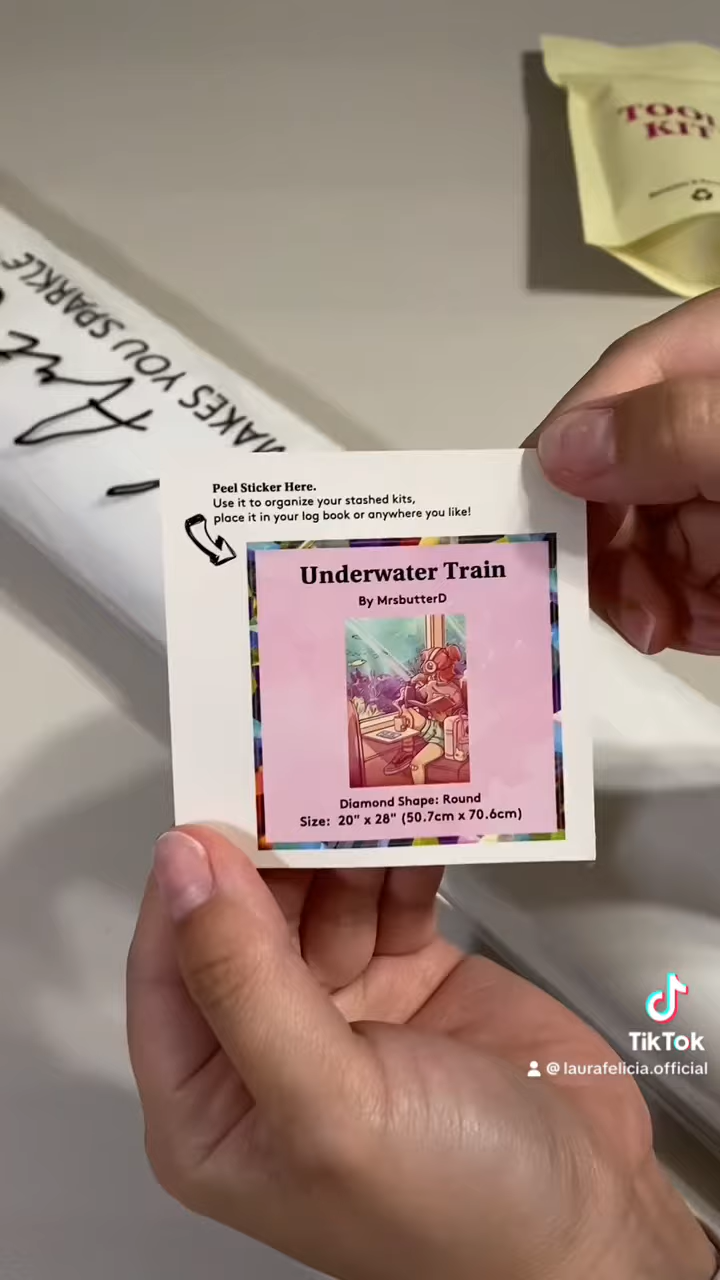 TOOL
KIT
MAKES YOU SPARKLE
Art
Peel Sticker Here.
Use it to organize your stashed kits,
place it in your log book or anywhere you like!
Underwater Train
By MrsbutterD
Diamond Shape: Round
Size: 20" x 28" (50.7cm x 70.6cm)
TikTok
@laurafelicia.official